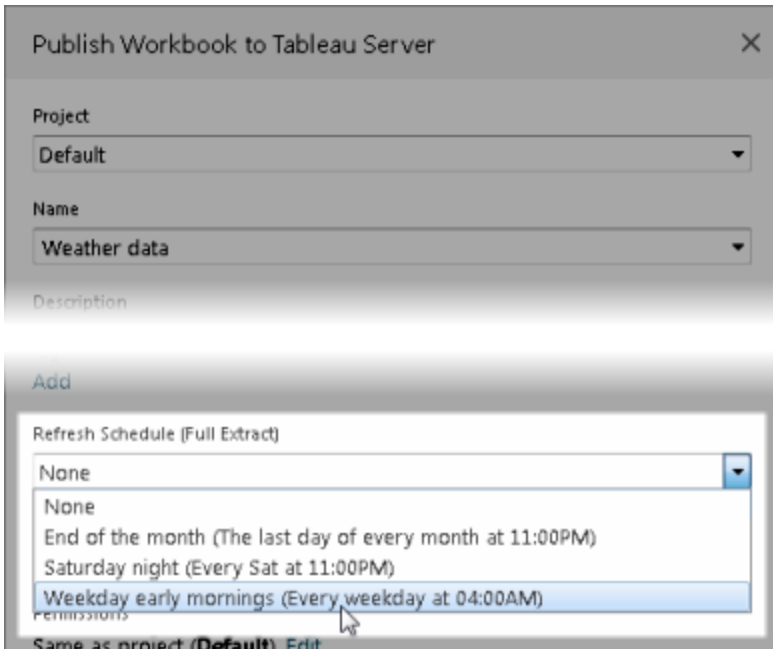 Publish Workbook to Tableau Server
Project
Default
Name
Weather data
Description
Add
Refresh Schedule (Full Extract)
None
None
End of the month (The last day of every month at 11:00PM)
Saturday night (Every Sat at 11:00PM)
Weekday early mornings (Every weekday at 04:00AM)
Permissions
Same as project (Default) Edit